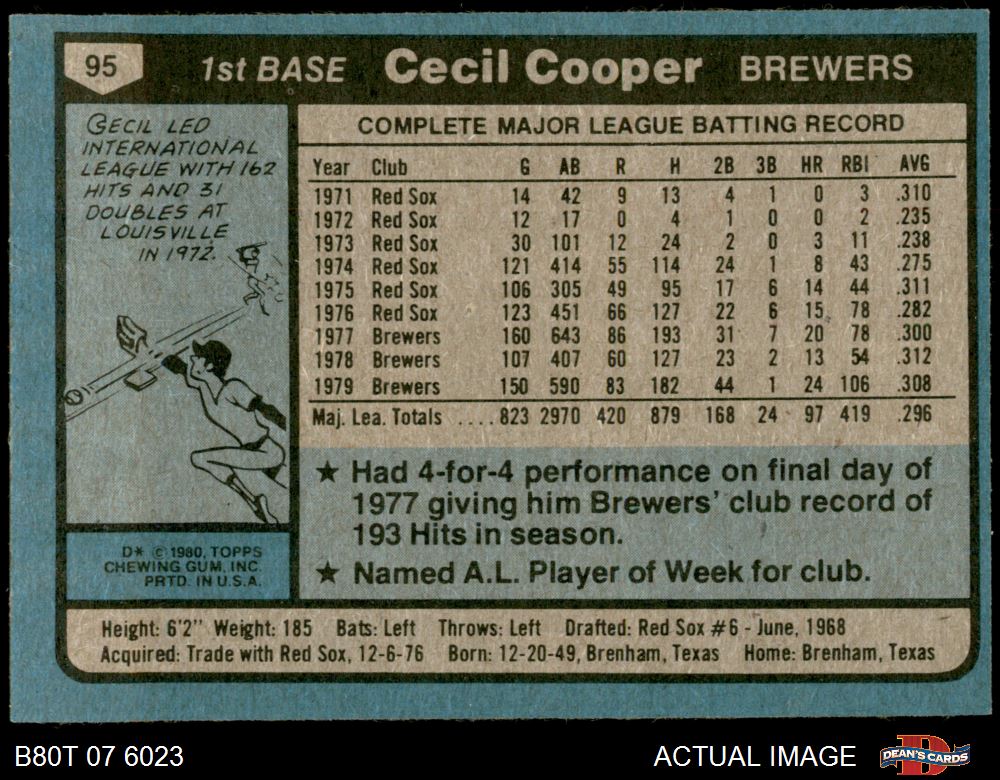 95 1st BASE Cecil Cooper BREWERS
CECIL LED
INTERNATIONAL
LEAGUE WITH 162
HITS AND 31
DOUBLES AT
LOUISVILLE
IN 1972.
D* © 1980, TOPPS
CHEWING GUM, INC.
PRTD. IN U.S.A.
COMPLETE MAJOR LEAGUE BATTING RECORD
Year Club G AB R H 2B 3B HR RBI AVG
1971 Red Sox 14 42 9 13 4 1 0 3 .310
1972 Red Sox 12 17 0 4 1 0 0 2 .235
1973 Red Sox 30 101 12 24 2 0 3 11 .238
1974 Red Sox 121 414 55 114 24 1 8 43 .275
1975 Red Sox 106 305 49 95 17 6 14 44 .311
1976 Red Sox 123 451 66 127 22 6 15 78 .282
1977 Brewers 160 643 86 193 31 7 20 78 .300
1978 Brewers 107 407 60 127 23 2 13 54 .312
1979 Brewers 150 590 83 182 44 1 24 106 .308
Maj. Lea. Totals .... 823 2970 420 879 168 24 97 419 .296
★ Had 4-for-4 performance on final day of
1977 giving him Brewers' club record of
193 Hits in season.
★ Named A.L. Player of Week for club.
Height: 6'2" Weight: 185 Bats: Left Throws: Left Drafted: Red Sox #6 - June, 1968
Acquired: Trade with Red Sox, 12-6-76 Born: 12-20-49, Brenham, Texas Home: Brenham, Texas
B80T 07 6023 ACTUAL IMAGE DEAN'S CARDS